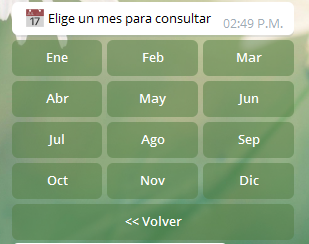 Elige un mes para consultar 02:49 P.M.
Ene Feb Mar
Abr May Jun
Jul Ago Sep
Oct Nov Dic
<< Volver